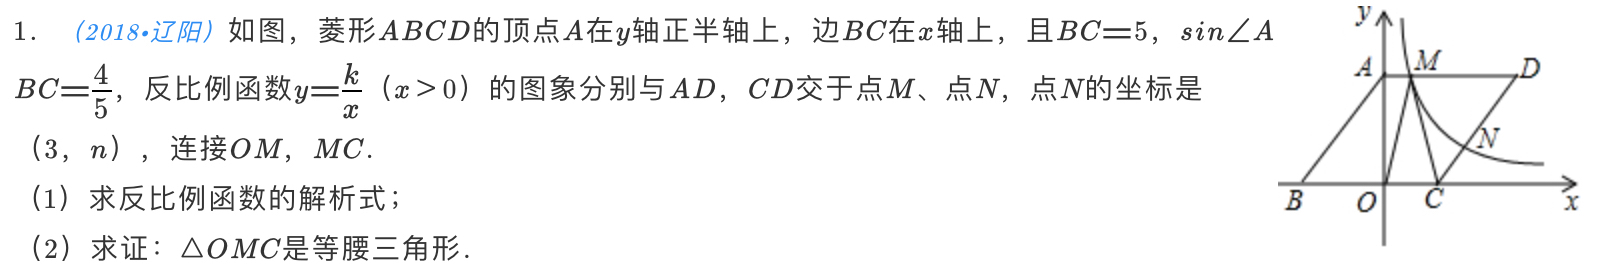 1. （2018•辽阳）如图，菱形ABCD的顶点A在y轴正半轴上，边BC在x轴上，且BC=5，sin∠A
BC=4/5，反比例函数y=k/x（x>0）的图象分别与AD，CD交于点M、点N，点N的坐标是
（3，n），连接OM，MC.
（1）求反比例函数的解析式；
（2）求证：△OMC是等腰三角形.
y
A M D
N
B O C x